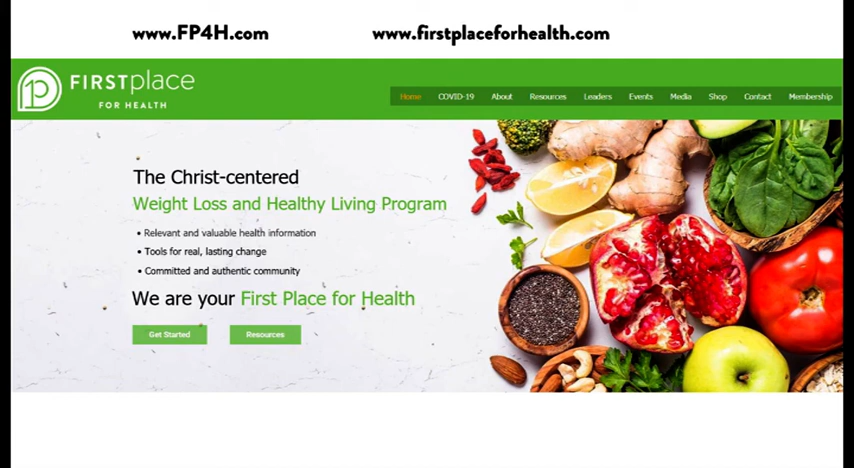 www.FP4H.com www.firstplaceforhealth.com
FIRSTplace
FOR HEALTH
Home COVID-19 About Resources Leaders Events Media Shop Contact Membership
The Christ-centered
Weight Loss and Healthy Living Program
• Relevant and valuable health information
• Tools for real, lasting change
• Committed and authentic community
We are your First Place for Health
Get Started Resources